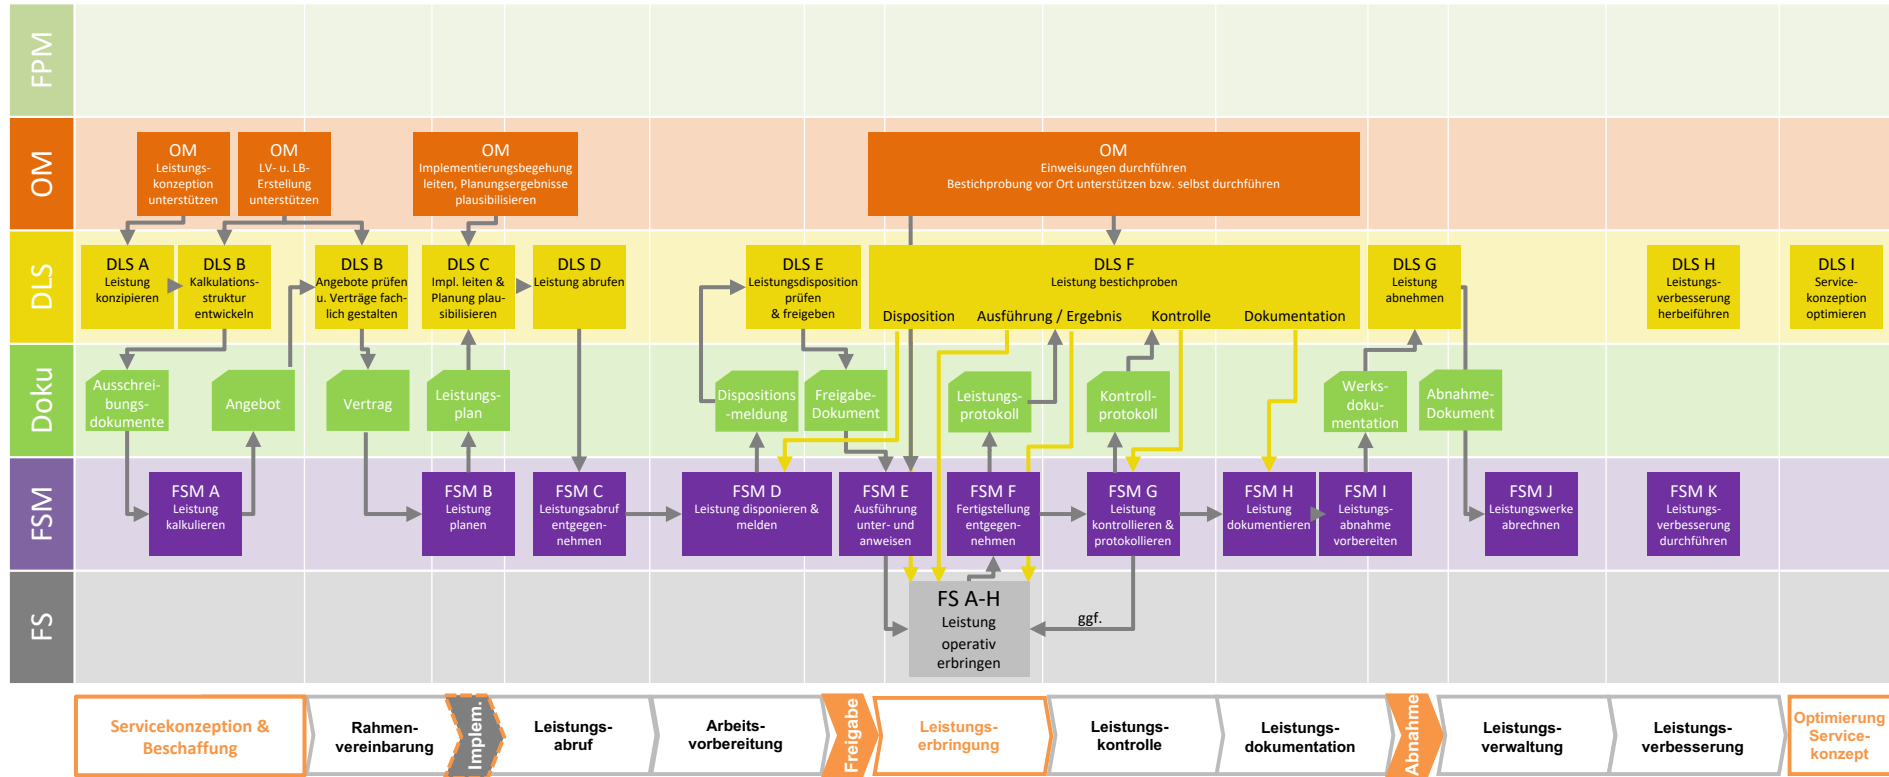 FPM
OM
OM
Leistungs-
konzeption
unterstützen
OM
LV- u. LB-
Erstellung
unterstützen
OM
Implementierungsbegehung
leiten, Planungsergebnisse
plausibilisieren
OM
Einweisungen durchführen
Bestichprobung vor Ort unterstützen bzw. selbst durchführen
DLS
DLS A
Leistung
konzipieren
DLS B
Kalkulations-
struktur
entwickeln
DLS B
Angebote prüfen
u. Verträge fach-
lich gestalten
DLS C
Impl. leiten &
Planung plau-
sibilisieren
DLS D
Leistung abrufen
DLS E
Leistungsdisposition
prüfen
& freigeben
DLS F
Leistung bestichproben
Disposition
Ausführung / Ergebnis
Kontrolle
Dokumentation
DLS G
Leistung
abnehmen
DLS H
Leistungs-
verbesserung
herbeiführen
DLS I
Service-
konzeption
optimieren
Doku
Ausschrei-
bungs-
dokumente
Angebot
Vertrag
Leistungs-
plan
Dispositions
-meldung
Freigabe-
Dokument
Leistungs-
protokoll
Kontroll-
protokoll
Werks-
doku-
mentation
Abnahme-
Dokument
FSM
FSM A
Leistung
kalkulieren
FSM B
Leistung
planen
FSM C
Leistungsabruf
entgegen-
nehmen
FSM D
Leistung disponieren &
melden
FSM E
Ausführung
unter- und
anweisen
FSM F
Fertigstellung
entgegen-
nehmen
FSM G
Leistung
kontrollieren &
protokollieren
FSM H
Leistung
dokumentieren
FSM I
Leistungs-
abnahme
vorbereiten
FSM J
Leistungswerke
abrechnen
FSM K
Leistungs-
verbesserung
durchführen
FS
FS A-H
Leistung
operativ
erbringen
ggf.
Servicekonzeption &
Beschaffung
Rahmen-
vereinbarung
Implem.
Leistungs-
abruf
Arbeits-
vorbereitung
Freigabe
Leistungs-
erbringung
Leistungs-
kontrolle
Leistungs-
dokumentation
Abnahme
Leistungs-
verwaltung
Leistungs-
verbesserung
Optimierung
Service-
konzept